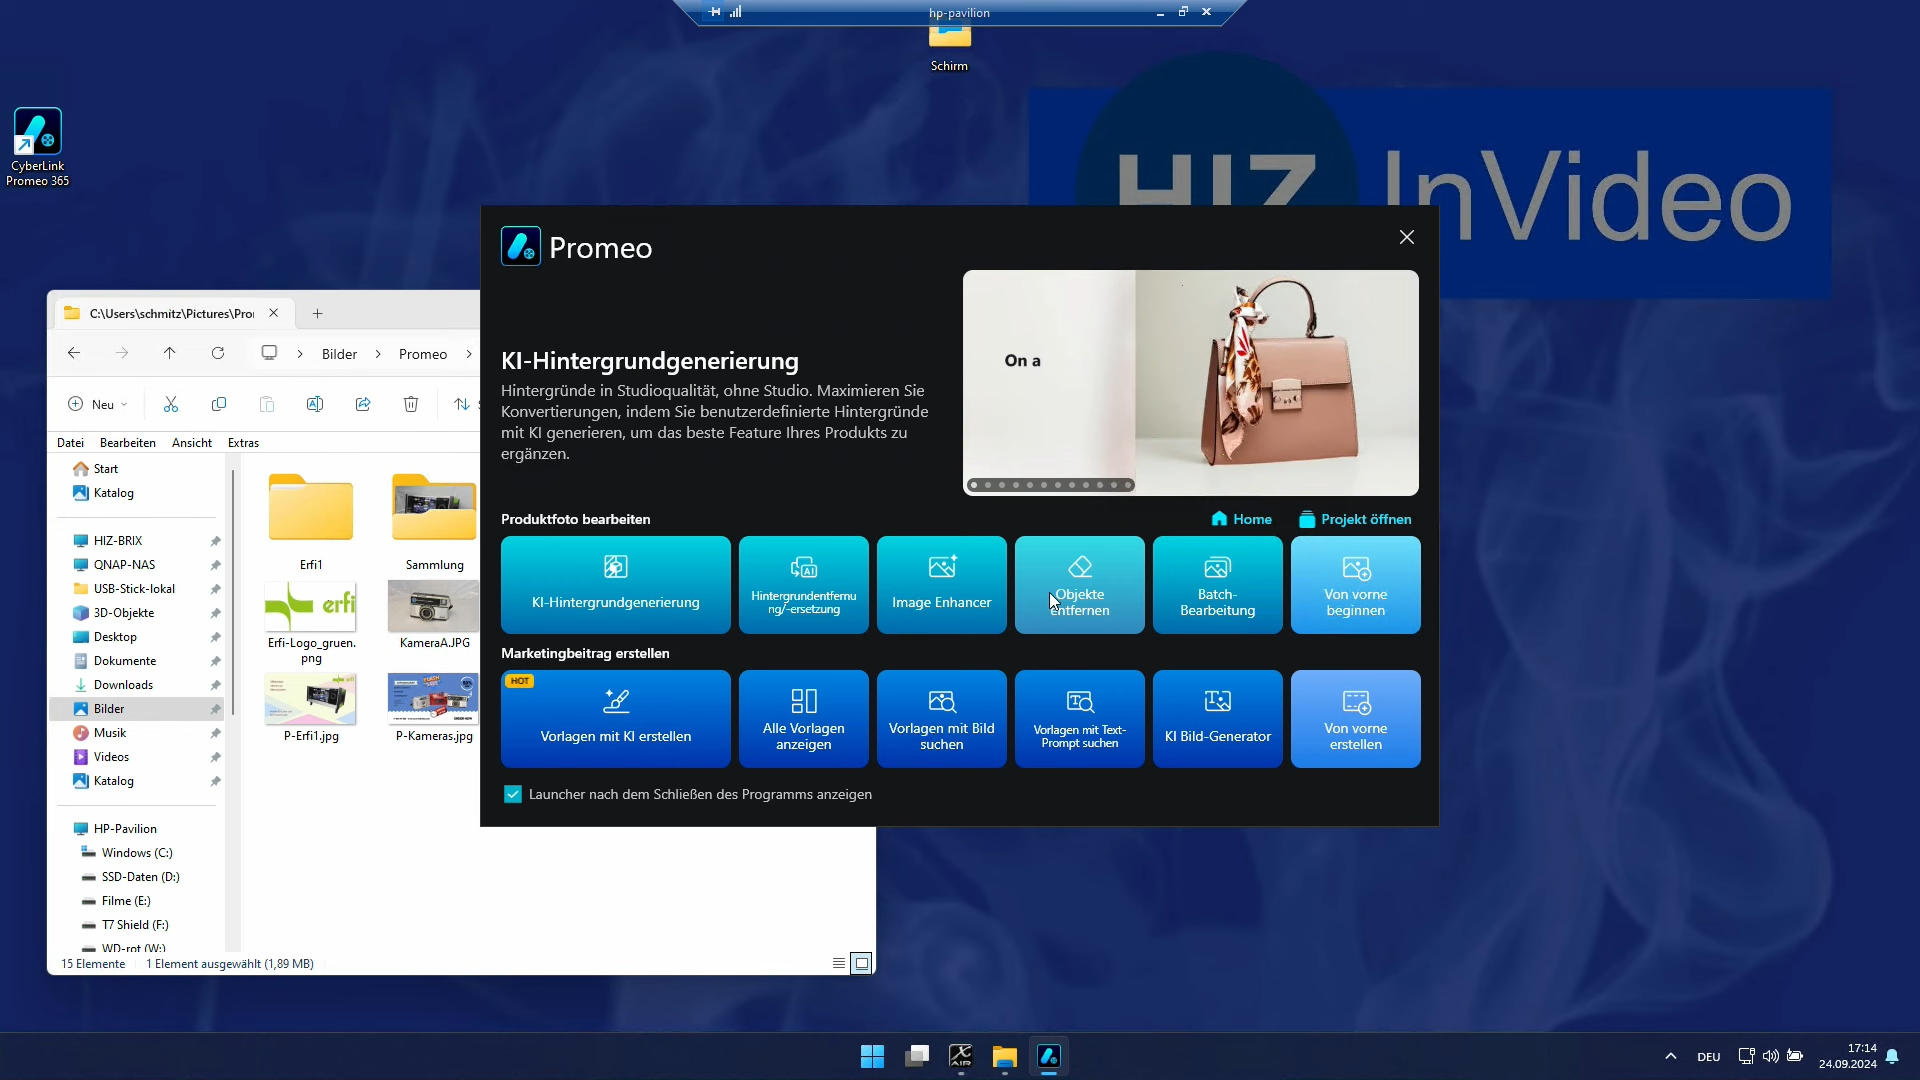 hp-pavilion
Schirm
CyberLink
Promeo 365
HIZ InVideo
C:\Users\schmitz\Pictures\Pro
Bilder
Promeo
Neu
Datei Bearbeiten Ansicht Extras
Start
Katalog
HIZ-BRIX
QNAP-NAS
USB-Stick-lokal
3D-Objekte
Desktop
Dokumente
Downloads
Bilder
Musik
Videos
Katalog
HP-Pavilion
Windows (C:)
SSD-Daten (D:)
Filme (E:)
T7 Shield (F:)
WD-rot (W:)
Erfi1
Sammlung
erfi
Erfi-Logo_gruen.
png
KameraA.JPG
P-Erfi1.jpg
P-Kameras.jpg
15 Elemente 1 Element ausgewählt (1,89 MB)
Promeo
KI-Hintergrundgenerierung
Hintergründe in Studioqualität, ohne Studio. Maximieren Sie
Konvertierungen, indem Sie benutzerdefinierte Hintergründe
mit KI generieren, um das beste Feature Ihres Produkts zu
ergänzen.
On a
Produktfoto bearbeiten
Home
Projekt öffnen
KI-Hintergrundgenerierung
AI
Hintergrundentfernu
ng/-ersetzung
Image Enhancer
Objekte
entfernen
Batch-
Bearbeitung
Von vorne
beginnen
Marketingbeitrag erstellen
HOT
Vorlagen mit KI erstellen
Alle Vorlagen
anzeigen
Vorlagen mit Bild
suchen
Vorlagen mit Text-
Prompt suchen
KI Bild-Generator
Von vorne
erstellen
Launcher nach dem Schließen des Programms anzeigen
X
AIR
DEU
17:14
24.09.2024